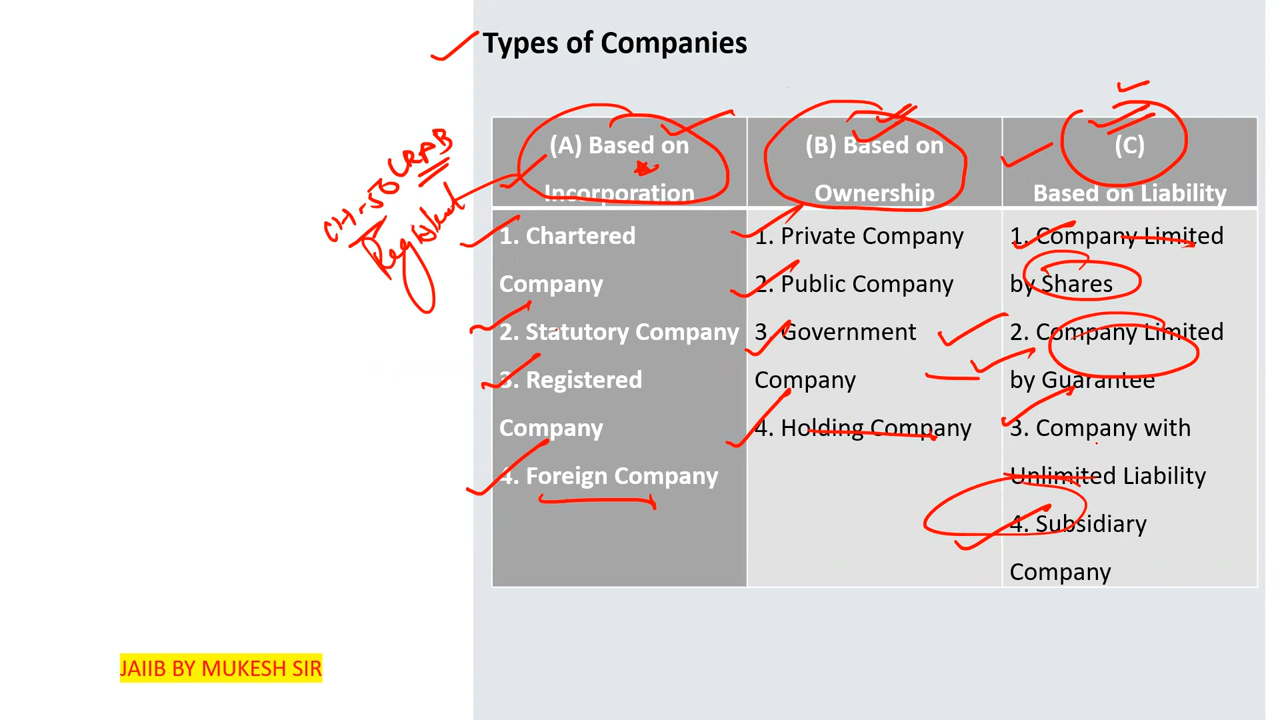 Types of Companies
(A) Based on
Incorporation
(B) Based on
Ownership
(C)
Based on Liability
1. Chartered
Company
2. Statutory Company
3. Registered
Company
4. Foreign Company
1. Private Company
2. Public Company
3. Government
Company
4. Holding Company
1. Company Limited
by Shares
2. Company Limited
by Guarantee
3. Company with
Unlimited Liability
4. Subsidiary
Company
CH-50
JAIIB BY MUKESH SIR